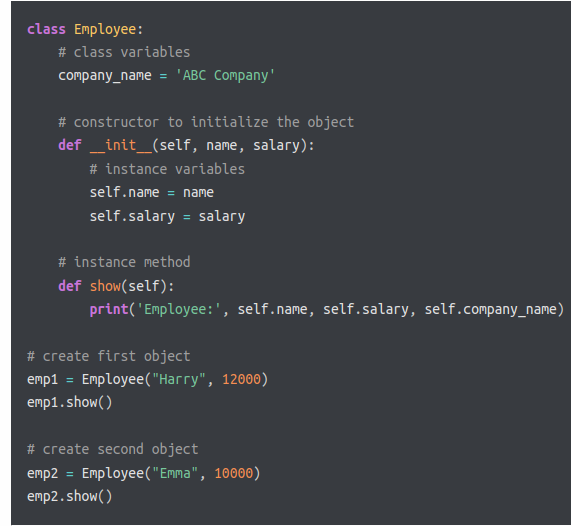 class Employee:
    # class variables
    company_name = 'ABC Company'

    # constructor to initialize the object
    def __init__(self, name, salary):
        # instance variables
        self.name = name
        self.salary = salary

    # instance method
    def show(self):
        print('Employee:', self.name, self.salary, self.company_name)

# create first object
emp1 = Employee("Harry", 12000)
emp1.show()

# create second object
emp2 = Employee("Emma", 10000)
emp2.show()